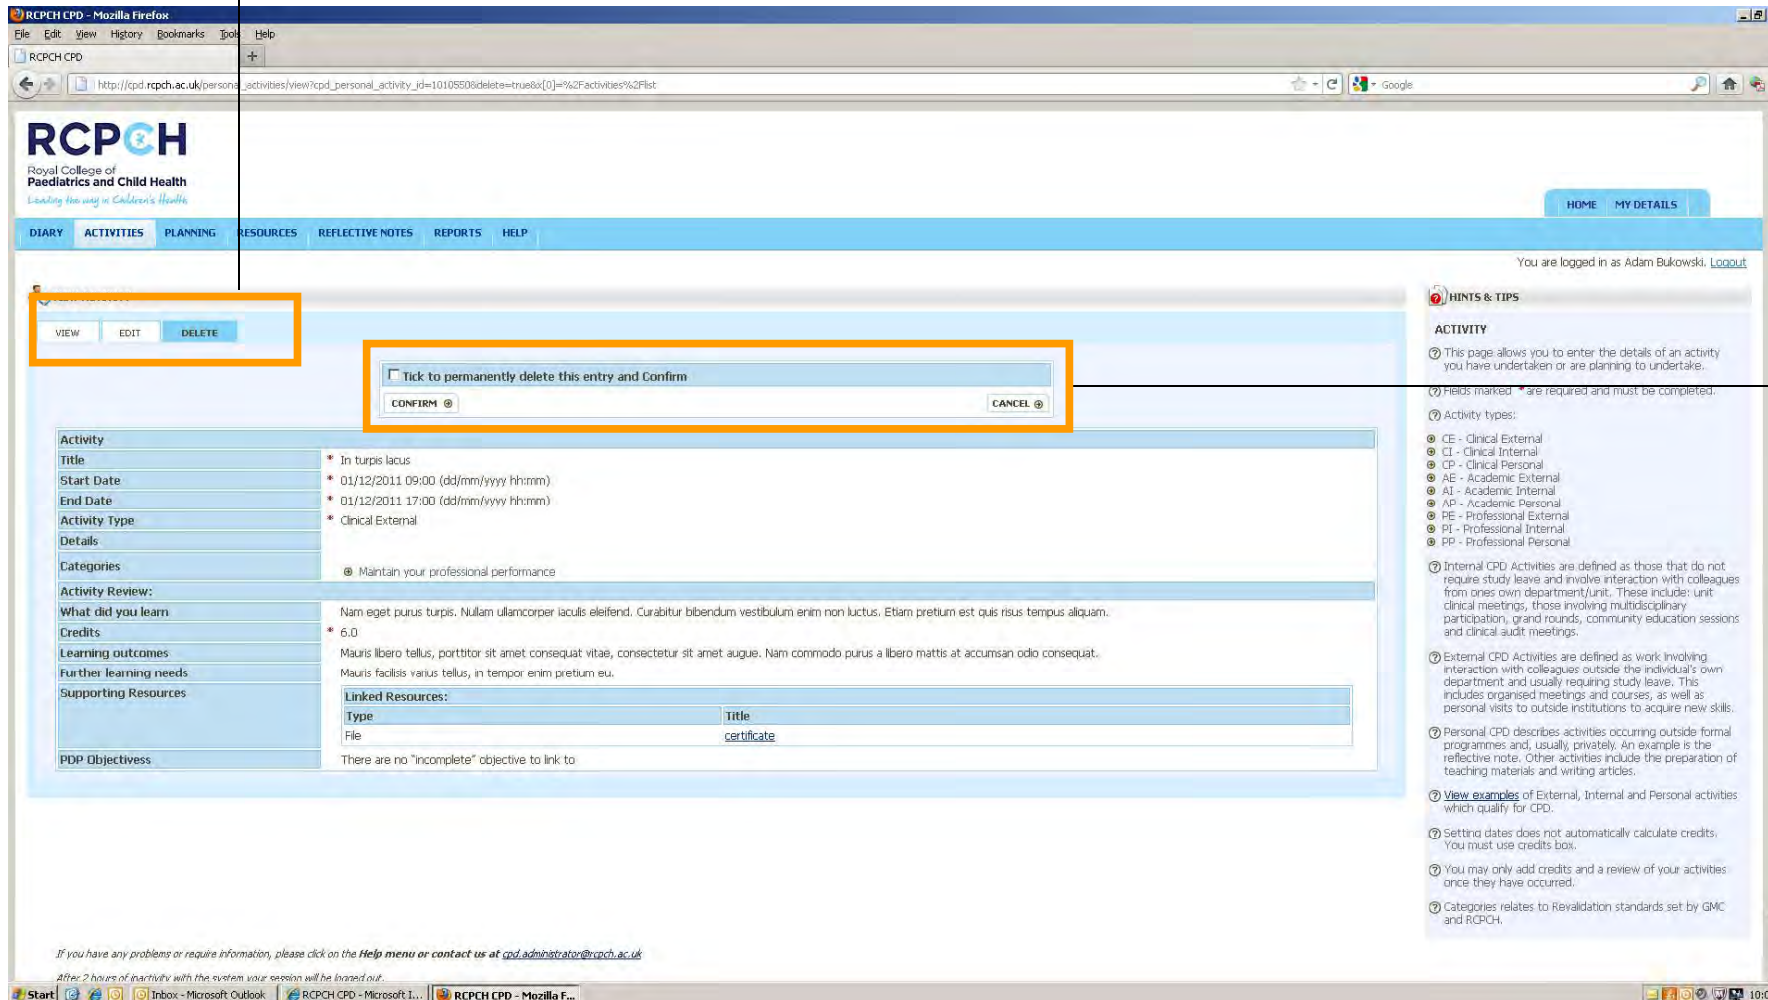 RCPCH CPD - Mozilla Firefox
File Edit View History Bookmarks Tools Help
RCPCH CPD
http://cpd.rcpch.ac.uk/personal_activities/view?cpd_personal_activity_id=1010550&delete=true&x[0]=%2Factivities%2Flist
Google
RCPCH
Royal College of
Paediatrics and Child Health
Leading the way in Children's Health
HOME MY DETAILS
DIARY ACTIVITIES PLANNING RESOURCES REFLECTIVE NOTES REPORTS HELP
You are logged in as Adam Bukowski. Logout
VIEW EDIT DELETE
Tick to permanently delete this entry and Confirm
CONFIRM CANCEL
Activity
Title * In turpis lacus
Start Date * 01/12/2011 09:00 (dd/mm/yyyy hh:mm)
End Date * 01/12/2011 17:00 (dd/mm/yyyy hh:mm)
Activity Type * Clinical External
Details
Categories Maintain your professional performance
Activity Review:
What did you learn Nam eget purus turpis. Nullam ullamcorper iaculis eleifend. Curabitur bibendum vestibulum enim non luctus. Etiam pretium est quis risus tempus aliquam.
Credits * 6.0
Learning outcomes Mauris libero tellus, porttitor sit amet consequat vitae, consectetur sit amet augue. Nam commodo purus a libero mattis at accumsan odio consequat.
Further learning needs Mauris facilisis varius tellus, in tempor enim pretium eu.
Supporting Resources Linked Resources:
Type Title
File certificate
PDP Objectivess There are no "incomplete" objective to link to
HINTS & TIPS
ACTIVITY
This page allows you to enter the details of an activity
you have undertaken or are planning to undertake.
Fields marked * are required and must be completed.
Activity types:
CE - Clinical External
CI - Clinical Internal
CP - Clinical Personal
AE - Academic External
AI - Academic Internal
AP - Academic Personal
PE - Professional External
PI - Professional Internal
PP - Professional Personal
Internal CPD Activities are defined as those that do not
require study leave and involve interaction with colleagues
from ones own department/unit. These include: unit
clinical meetings, those involving multidisciplinary
participation, grand rounds, community education sessions
and clinical audit meetings.
External CPD Activities are defined as work involving
interaction with colleagues outside the individual's own
department and usually requiring study leave. This
includes organised meetings and courses, as well as
personal visits to outside institutions to acquire new skills.
Personal CPD describes activities occurring outside formal
programmes and, usually, privately. An example is the
reflective note. Other activities include the preparation of
teaching materials and writing articles.
View examples of External, Internal and Personal activities
which qualify for CPD.
Setting dates does not automatically calculate credits.
You must use credits box.
You may only add credits and a review of your activities
once they have occurred.
Categories relates to Revalidation standards set by GMC
and RCPCH.
If you have any problems or require information, please click on the Help menu or contact us at cpd.administrator@rcpch.ac.uk
After 2 hours of inactivity with the system your session will be logged out.
Start Inbox - Microsoft Outlook RCPCH CPD - Microsoft I... RCPCH CPD - Mozilla F...